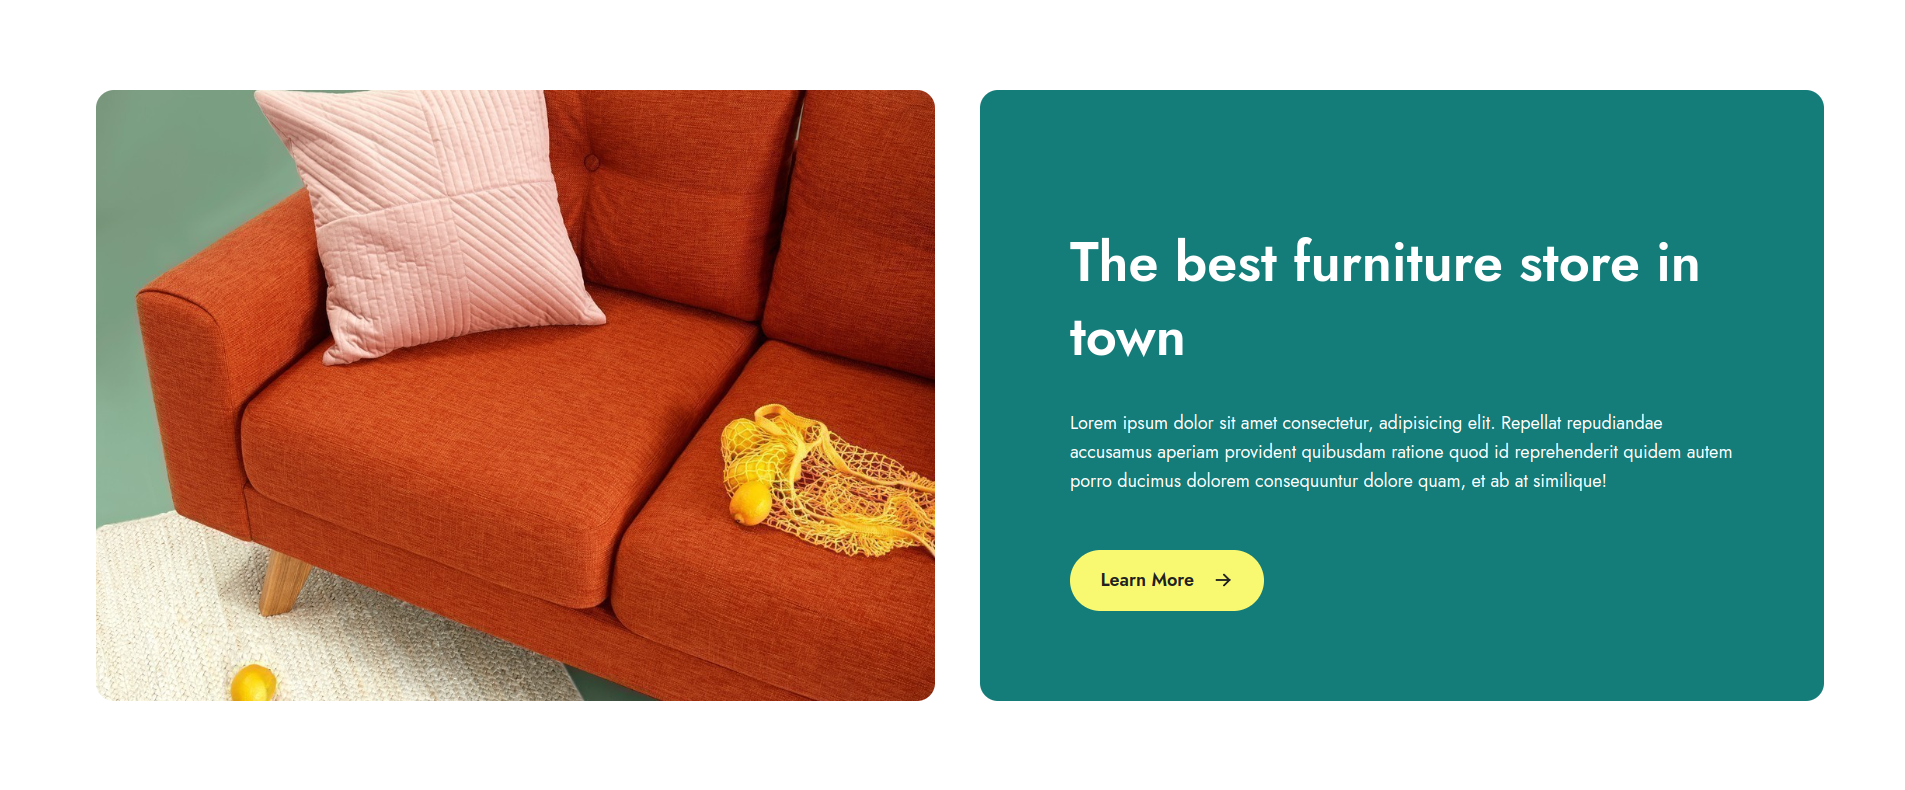 The best furniture store in
town
Lorem ipsum dolor sit amet consectetur, adipisicing elit. Repellat repudiandae
accusamus aperiam provident quibusdam ratione quod id reprehenderit quidem autem
porro ducimus dolorem consequuntur dolore quam, et ab at similique!
Learn More